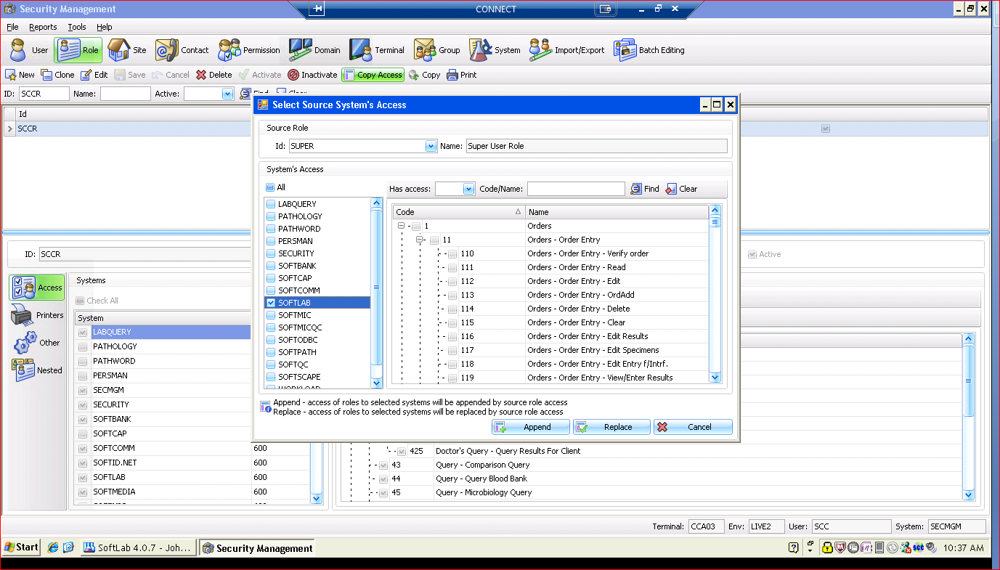 Security Management
CONNECT
File Reports Tools Help
User Role Site Contact Permission Domain Terminal Group System Import/Export Batch Editing
New Clone Edit Save Cancel Delete Activate Inactivate Copy Access Copy Print
ID: SCCR Name: Active: Find Clear
Id
SCCR
Select Source System's Access
Source Role
Id: SUPER Name: Super User Role
System's Access
All
Has access: Code/Name: Find Clear
LABQUERY
PATHOLOGY
PATHWORD
PERSMAN
SECURITY
SOFTBANK
SOFTCAP
SOFTCOMM
SOFTLAB
SOFTMIC
SOFTMICQC
SOFTODBC
SOFTPATH
SOFTQC
SOFTSCAPE
WORKLOAD
Code Name
1 Orders
11 Orders - Order Entry
110 Orders - Order Entry - Verify order
111 Orders - Order Entry - Read
112 Orders - Order Entry - Edit
113 Orders - Order Entry - OrdAdd
114 Orders - Order Entry - Delete
115 Orders - Order Entry - Clear
116 Orders - Order Entry - Edit Results
117 Orders - Order Entry - Edit Specimens
118 Orders - Order Entry - Edit Entry f/Intrf.
119 Orders - Order Entry - View/Enter Results
Append - access of roles to selected systems will be appended by source role access
Replace - access of roles to selected systems will be replaced by source role access
Append Replace Cancel
ID: SCCR
Active
Access
Printers
Other
Nested
Systems
Check All
System
LABQUERY
PATHOLOGY
PATHWORD
PERSMAN
SECMGM
SECURITY
SOFTBANK
SOFTCAP
SOFTCOMM 600
SOFTID.NET 600
SOFTLAB 600
SOFTMEDIA 600
425 Doctor's Query - Query Results For Client
43 Query - Comparison Query
44 Query - Query Blood Bank
45 Query - Microbiology Query
Terminal: CCA03 Env: LIVE2 User: SCC System: SECMGM
Start SoftLab 4.0.7 - Joh... Security Management scc 10:37 AM